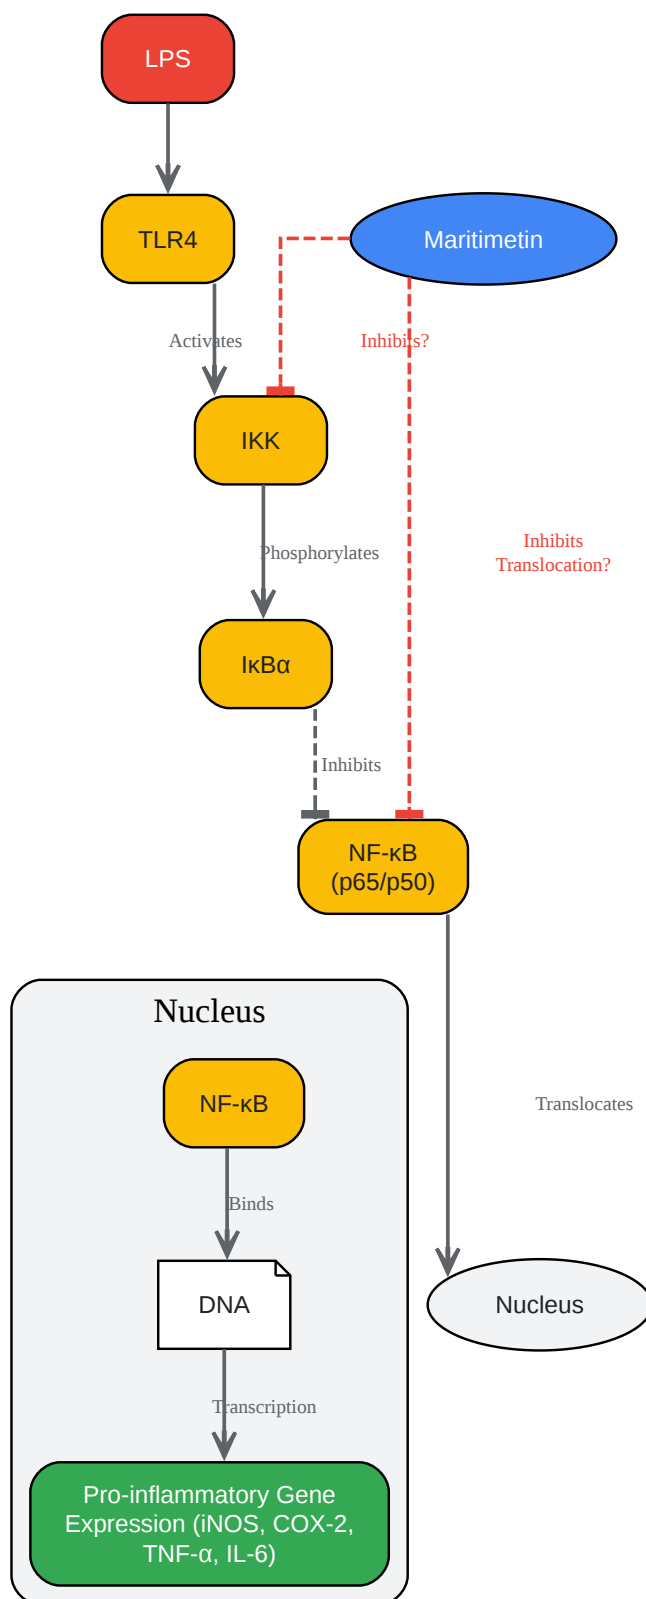 LPS
TLR4
Maritimetin
Activates
Inhibits?
IKK
Phosphorylates
Inhibits
Translocation?
IκBα
Inhibits
NF-κB
(p65/p50)
Nucleus
NF-κB
Translocates
Binds
DNA
Nucleus
Transcription
Pro-inflammatory Gene
Expression (iNOS, COX-2,
TNF-α, IL-6)